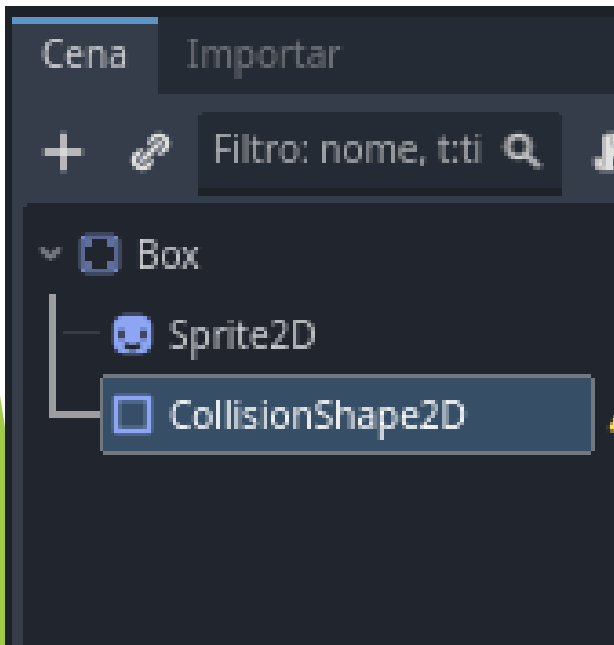 Cena Importar
Filtro: nome, t:ti
Box
Sprite2D
CollisionShape2D